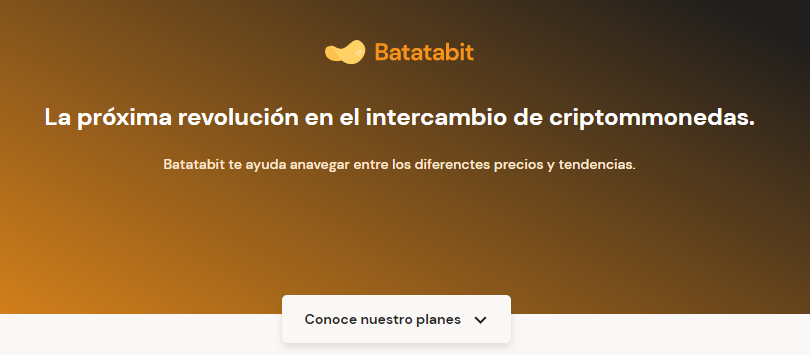 Batatabit
La próxima revolución en el intercambio de criptommonedas.
Batatabit te ayuda anavegar entre los diferenctes precios y tendencias.
Conoce nuestro planes